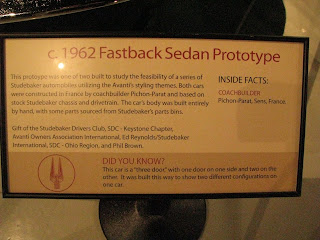 c. 1962 Fastback Sedan Prototype
This protoype was one of two built to study the feasibility of a series of
Studebaker automobiles utilizing the Avanti's styling themes. Both cars
were constructed in France by coachbuilder Pichon-Parat and based on
stock Studebaker chassis and drivetrain. The car's body was built entirely
by hand, with some parts sourced from Studebaker's parts bins.
Gift of the Studebaker Drivers Club, SDC - Keystone Chapter,
Avanti Owners Association International, Ed Reynolds/Studebaker
International, SDC - Ohio Region, and Phil Brown.
INSIDE FACTS:
COACHBUILDER
Pichon-Parat, Sens, France.
DID YOU KNOW?
This car is a "three door," with one door on one side and two on the
other. It was built this way to show two different configurations on
one car.